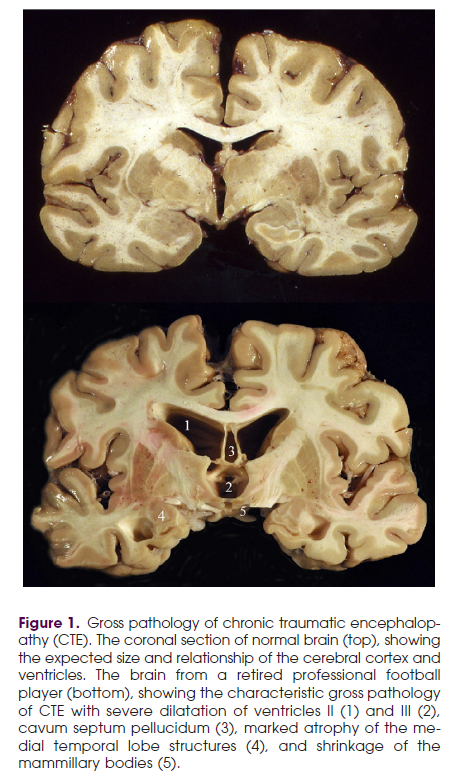 1
3
2
4
5
Figure 1. Gross pathology of chronic traumatic encephalop-
athy (CTE). The coronal section of normal brain (top), showing
the expected size and relationship of the cerebral cortex and
ventricles. The brain from a retired professional football
player (bottom), showing the characteristic gross pathology
of CTE with severe dilatation of ventricles II (1) and III (2),
cavum septum pellucidum (3), marked atrophy of the me-
dial temporal lobe structures (4), and shrinkage of the
mammillary bodies (5).